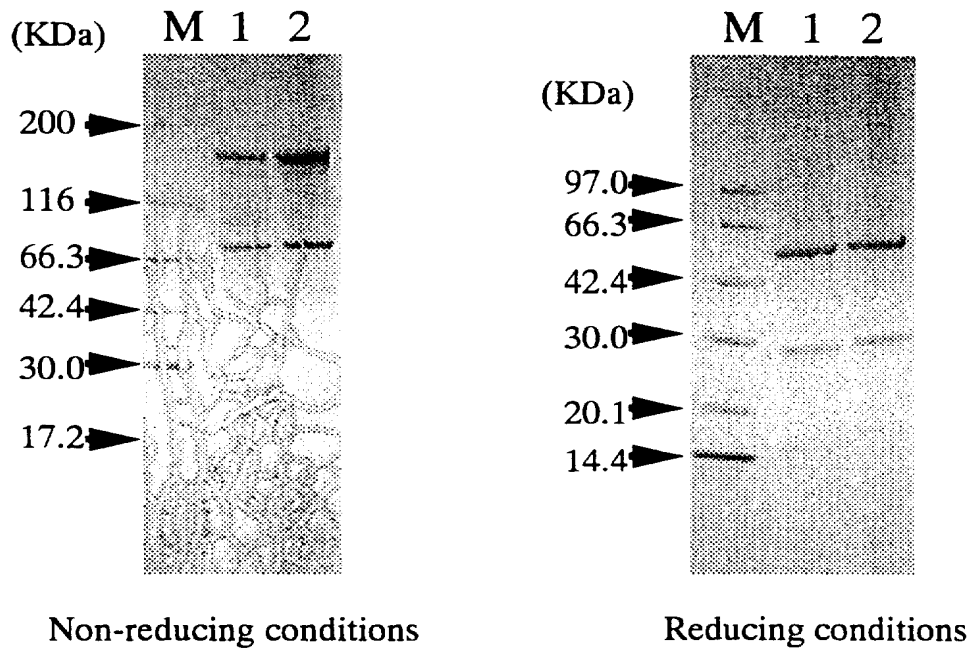 (KDa) M 1 2
200
116
66.3
42.4
30.0
17.2
Non-reducing conditions
M 1 2
(KDa)
97.0
66.3
42.4
30.0
20.1
14.4
Reducing conditions